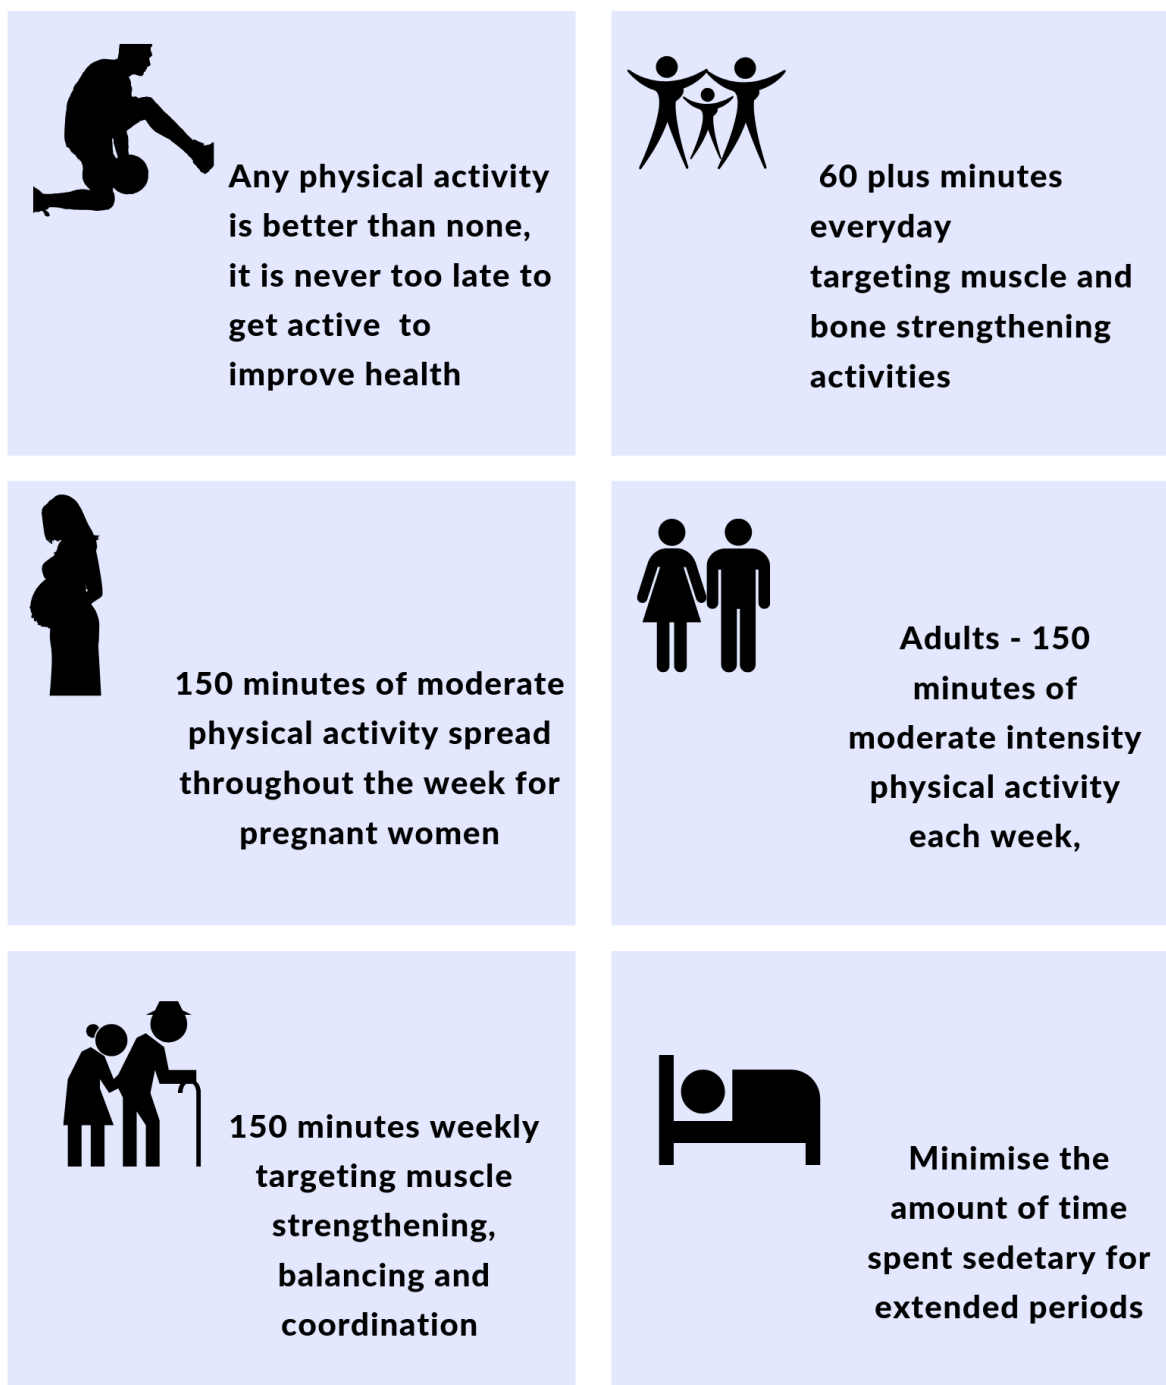 Any physical activity
is better than none,
it is never too late to
get active  to
improve health
60 plus minutes
everyday
targeting muscle and
bone strengthening
activities
150 minutes of moderate
physical activity spread
throughout the week for
pregnant women
Adults - 150
minutes of
moderate intensity
physical activity
each week,
150 minutes weekly
targeting muscle
strengthening,
balancing and
coordination
Minimise the
amount of time
spent sedetary for
extended periods